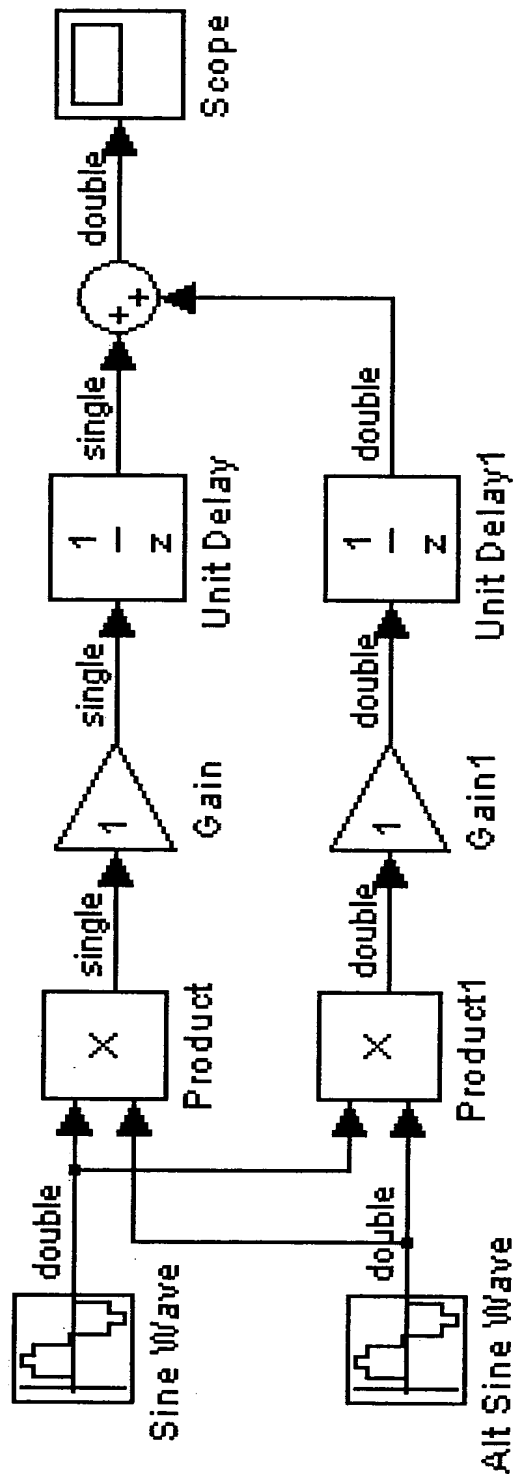 double
Sine Wave
X
Product
single
1
Gain
single
1
z
Unit Delay
single
+
+
double
Scope
double
Alt Sine Wave
X
Product1
double
1
Gain1
double
1
z
Unit Delay1
double